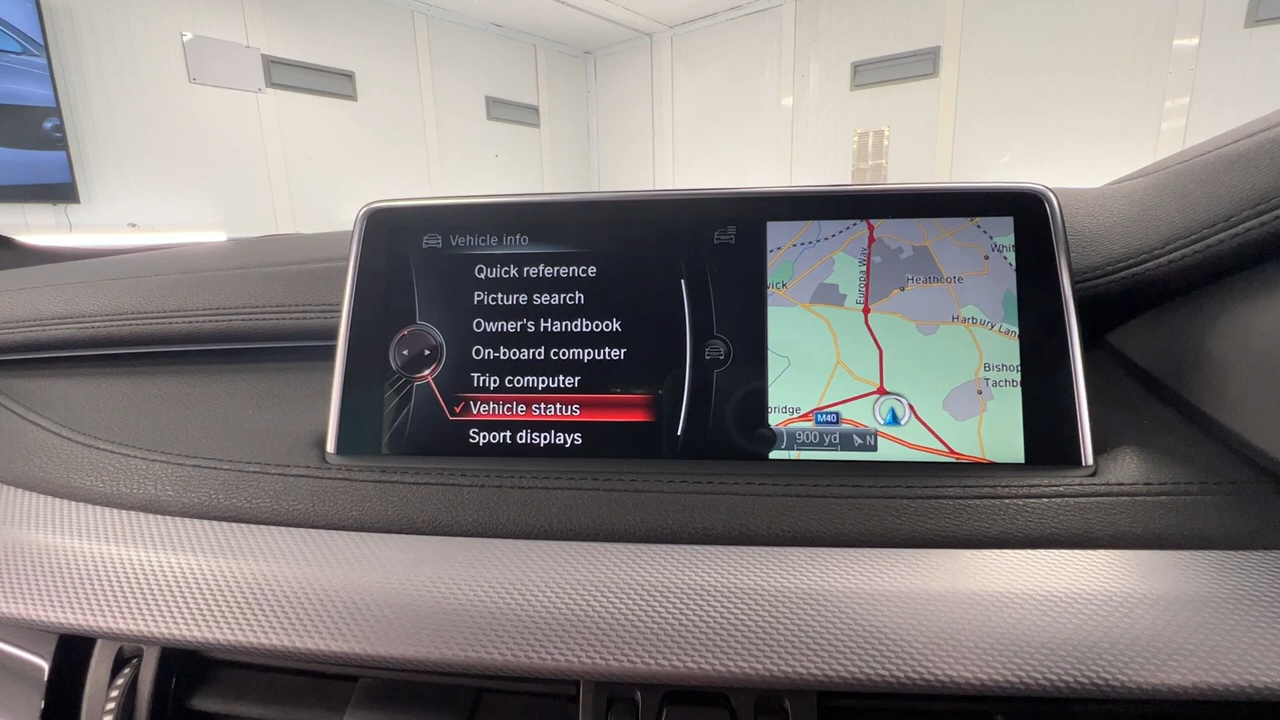 Vehicle info
Quick reference
Picture search
Owner's Handbook
On-board computer
Trip computer
Vehicle status
Sport displays
Europa Way
Whit
Heathcote
wick
Harbury Lan
Bishop
Tachb
bridge
M40
900 yd
N